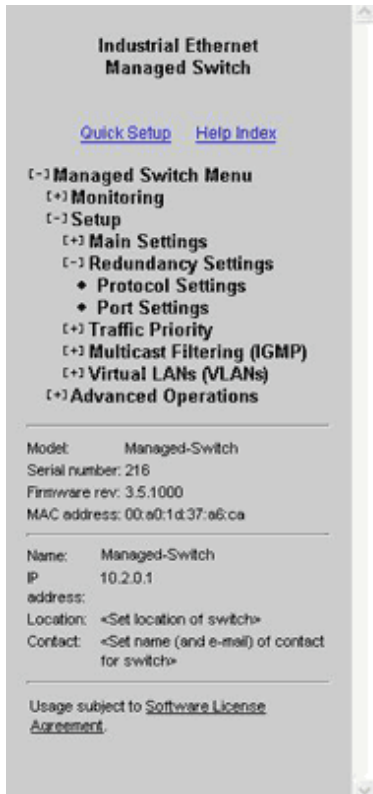 Industrial Ethernet
Managed Switch
Quick Setup Help Index
[-] Managed Switch Menu
[+] Monitoring
[-] Setup
[+] Main Settings
[-] Redundancy Settings
◆ Protocol Settings
◆ Port Settings
[+] Traffic Priority
[+] Multicast Filtering (IGMP)
[+] Virtual LANs (VLANs)
[+] Advanced Operations
Model: Managed-Switch
Serial number: 216
Firmware rev: 3.5.1000
MAC address: 00:a0:1d:37:a6:ca
Name: Managed-Switch
IP address: 10.2.0.1
Location: <Set location of switch>
Contact: <Set name (and e-mail) of contact
for switch>
Usage subject to Software License
Agreement.